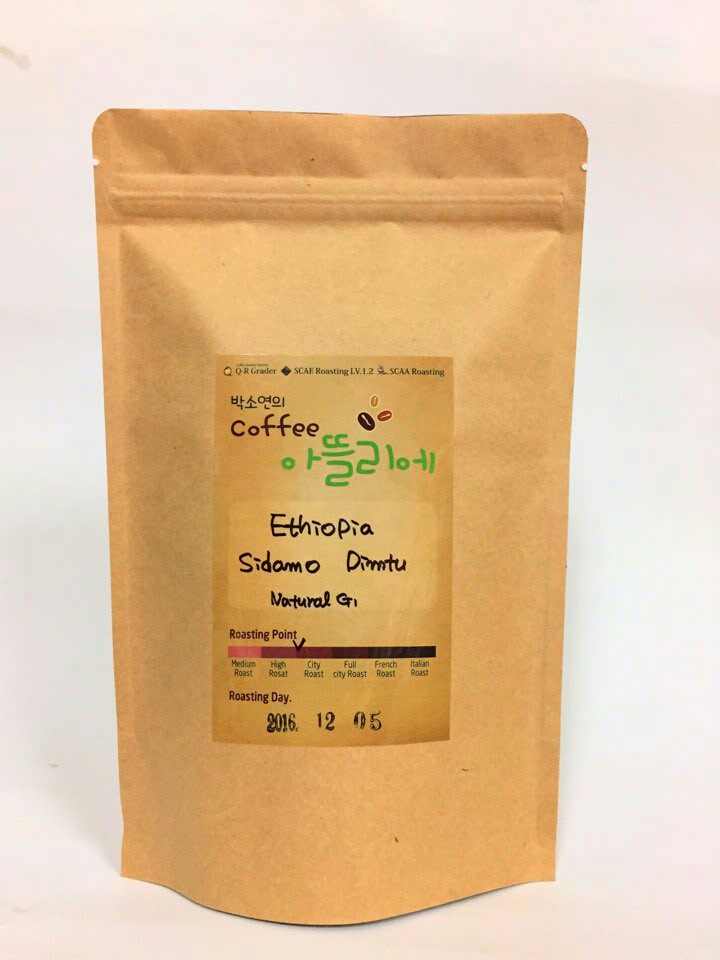 Q-R Grader SCAE Roasting LV.1.2 SCAA Roasting
박소연의
Coffee
아뜰리에
Ethiopia
Sidamo Dimtu
Natural G1
Roasting Point
Medium Roast High Rosat City Roast Full city Roast French Roast Italian Roast
Roasting Day.
2016. 12 05